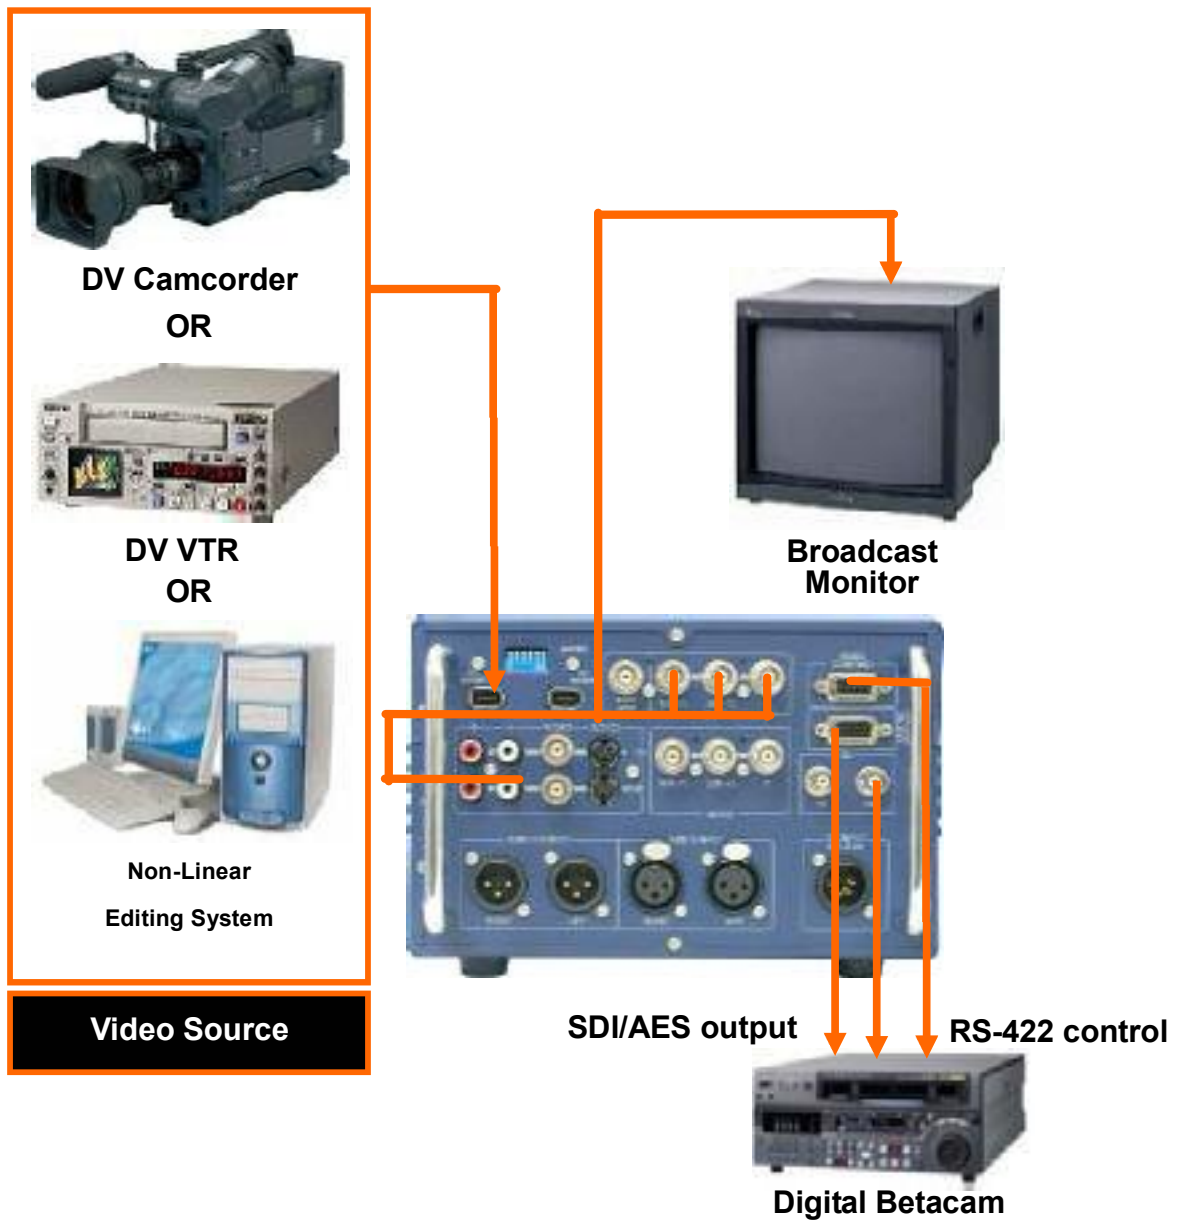 DV Camcorder
OR
DV VTR
OR
Non-Linear
Editing System
Video Source
Broadcast
Monitor
SDI/AES output
RS-422 control
Digital Betacam